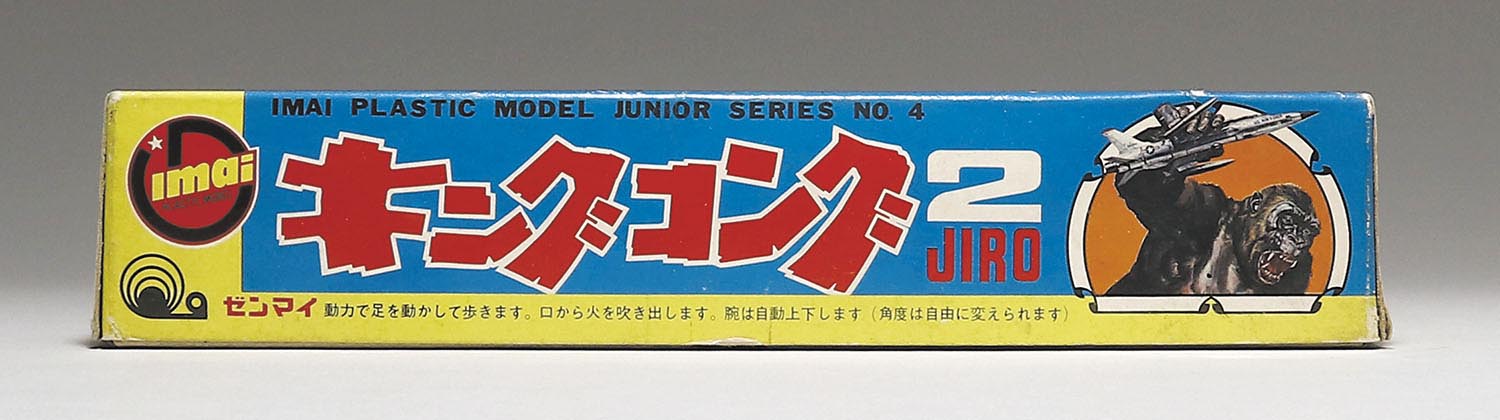 IMAI PLASTIC MODEL JUNIOR SERIES NO. 4
imai
キングコング2
JIRO
ゼンマイ 動力で足を動かして歩きます。口から火を吹き出します。腕は自動上下します(角度は自由に変えられます)